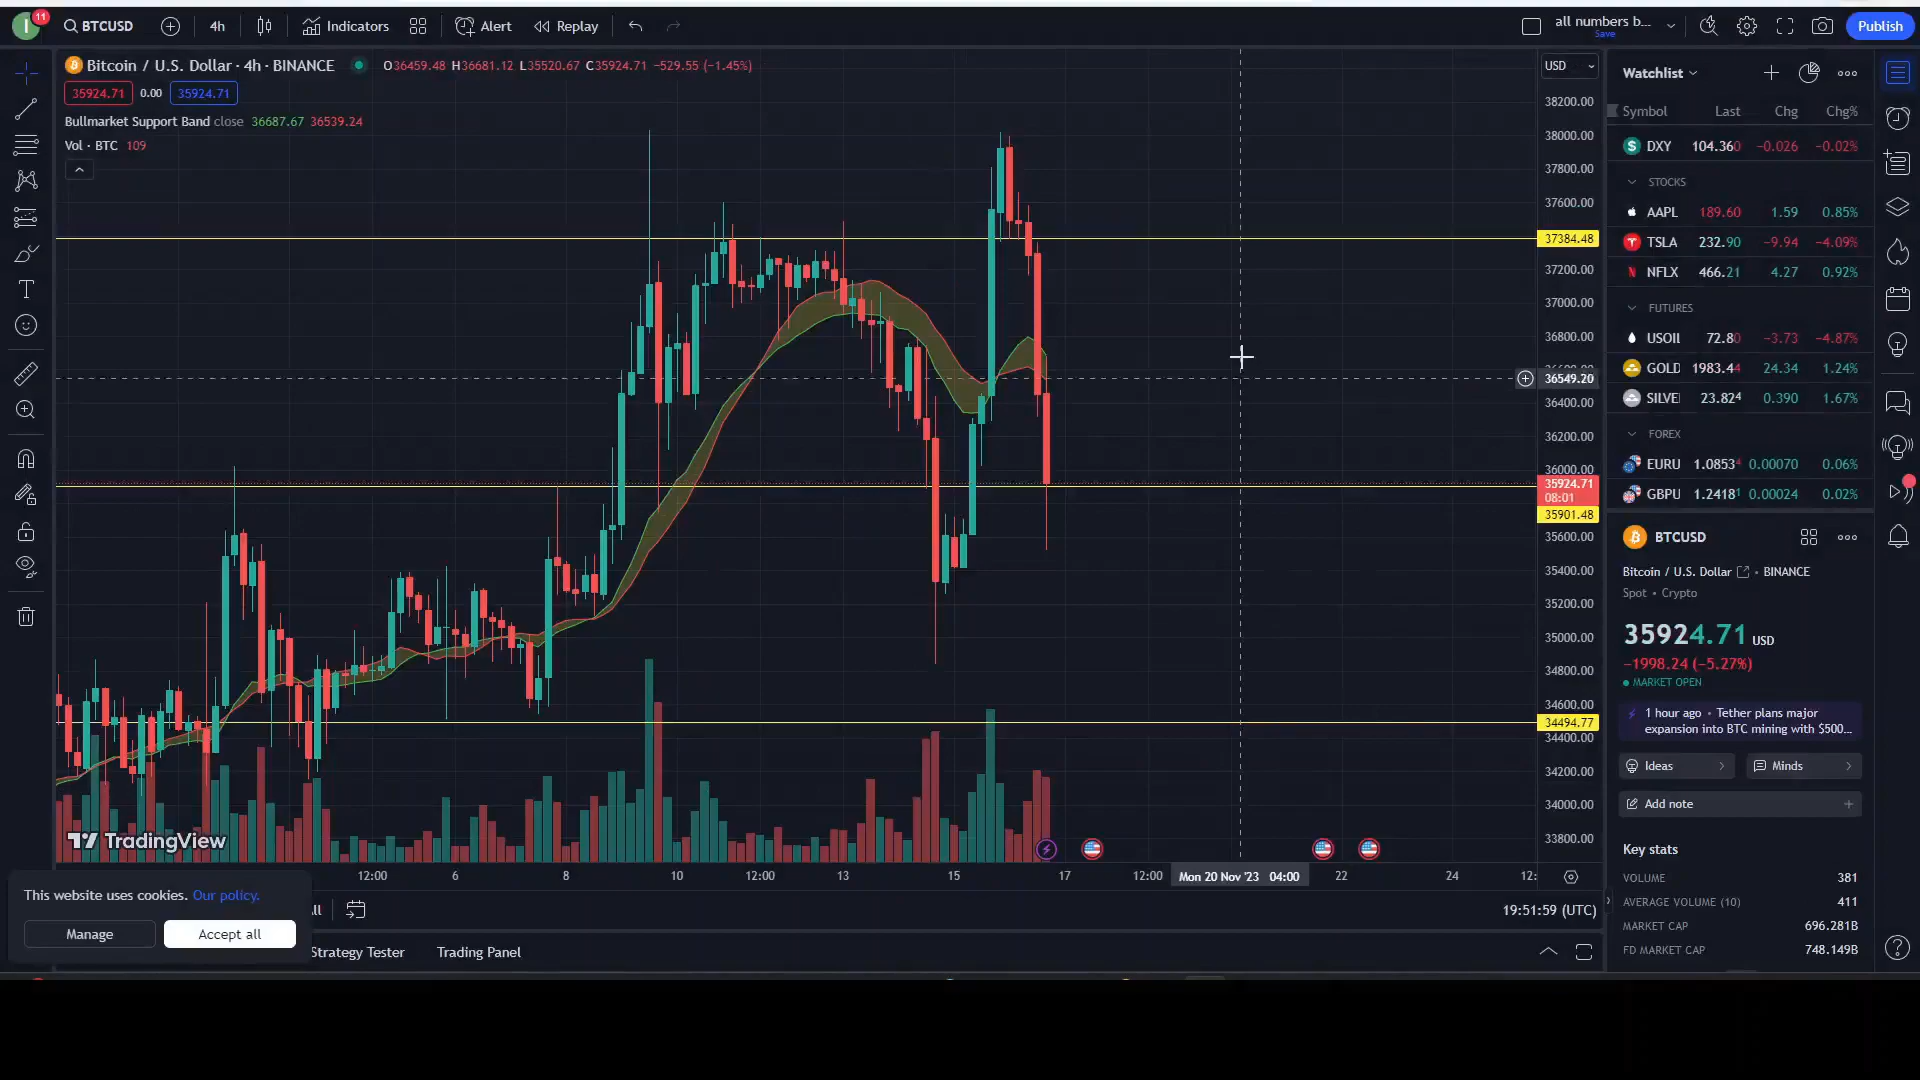 I 11 BTCUSD 4h Indicators Alert Replay all numbers b... Save Publish
Bitcoin / U.S. Dollar · 4h · BINANCE O36459.48 H36681.12 L35520.67 C35924.71 −529.55 (−1.45%)
35924.71 0.00 35924.71
Bullmarket Support Band close 36687.67 36539.24
Vol · BTC 109
USD
38200.00
38000.00
37800.00
37600.00
37384.48
37200.00
37000.00
36800.00
36549.20
36400.00
36200.00
36000.00
35924.71
08:01
35901.48
35600.00
35400.00
35200.00
35000.00
34800.00
34600.00
34494.77
34400.00
34200.00
34000.00
33800.00
TradingView
12:00 6 8 10 12:00 13 15 17 12:00 Mon 20 Nov '23 04:00 22 24 12:
19:51:59 (UTC)
This website uses cookies. Our policy.
Manage Accept all
Strategy Tester Trading Panel
Watchlist
Symbol Last Chg Chg%
DXY 104.360 −0.026 −0.02%
STOCKS
AAPL 189.60 1.59 0.85%
TSLA 232.90 −9.94 −4.09%
NFLX 466.21 4.27 0.92%
FUTURES
USOIL 72.80 −3.73 −4.87%
GOLD 1983.44 24.34 1.24%
SILVE 23.824 0.390 1.67%
FOREX
EURU 1.08534 0.00070 0.06%
GBPU 1.24181 0.00024 0.02%
BTCUSD
Bitcoin / U.S. Dollar • BINANCE
Spot • Crypto
35924.71 USD
−1998.24 (−5.27%)
MARKET OPEN
1 hour ago • Tether plans major
expansion into BTC mining with $500...
Ideas Minds
Add note
Key stats
VOLUME 381
AVERAGE VOLUME (10) 411
MARKET CAP 696.281B
FD MARKET CAP 748.149B